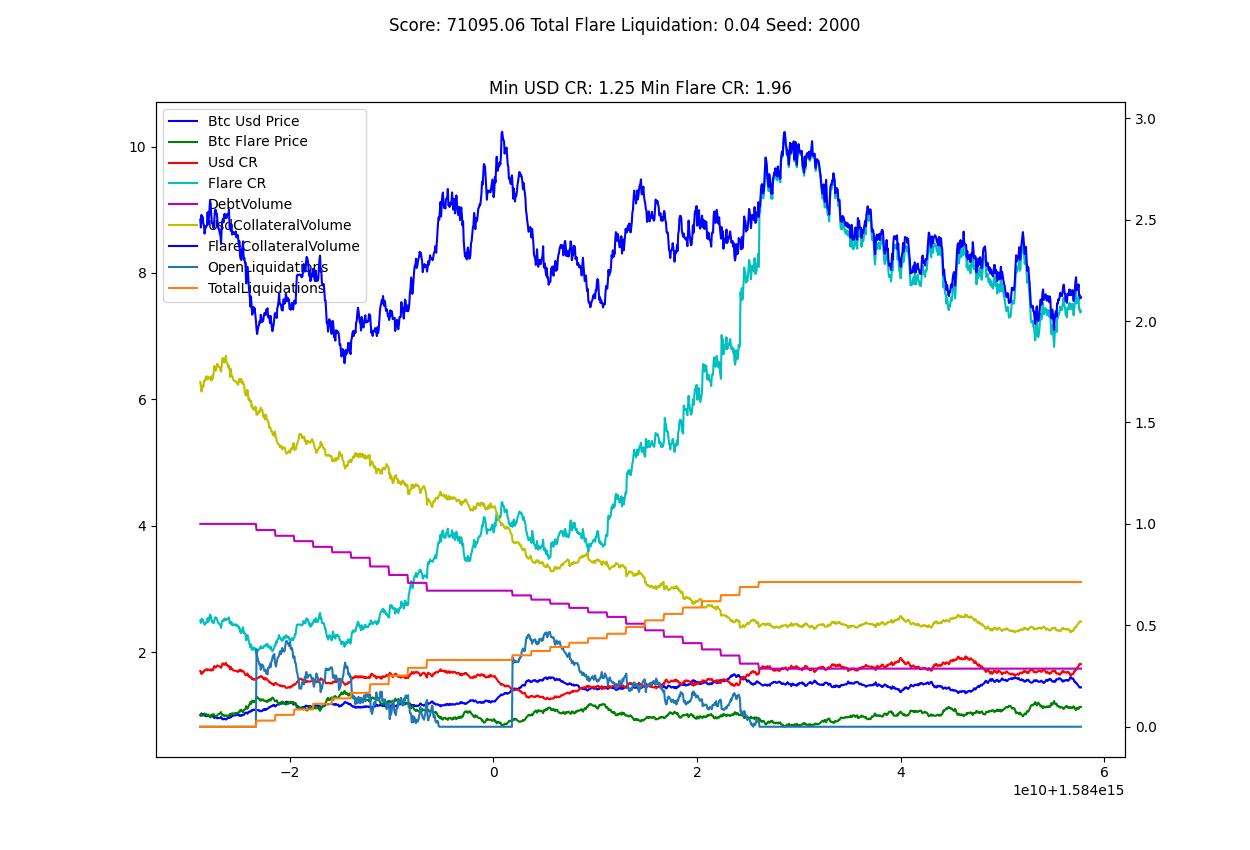 Score: 71095.06 Total Flare Liquidation: 0.04 Seed: 2000
Min USD CR: 1.25 Min Flare CR: 1.96
Btc Usd Price
Btc Flare Price
Usd CR
Flare CR
DebtVolume
UsdCollateralVolume
FlareCollateralVolume
OpenLiquidations
TotalLiquidations
10
8
6
4
2
3.0
2.5
2.0
1.5
1.0
0.5
0.0
−2
0
2
4
6
1e10+1.584e15